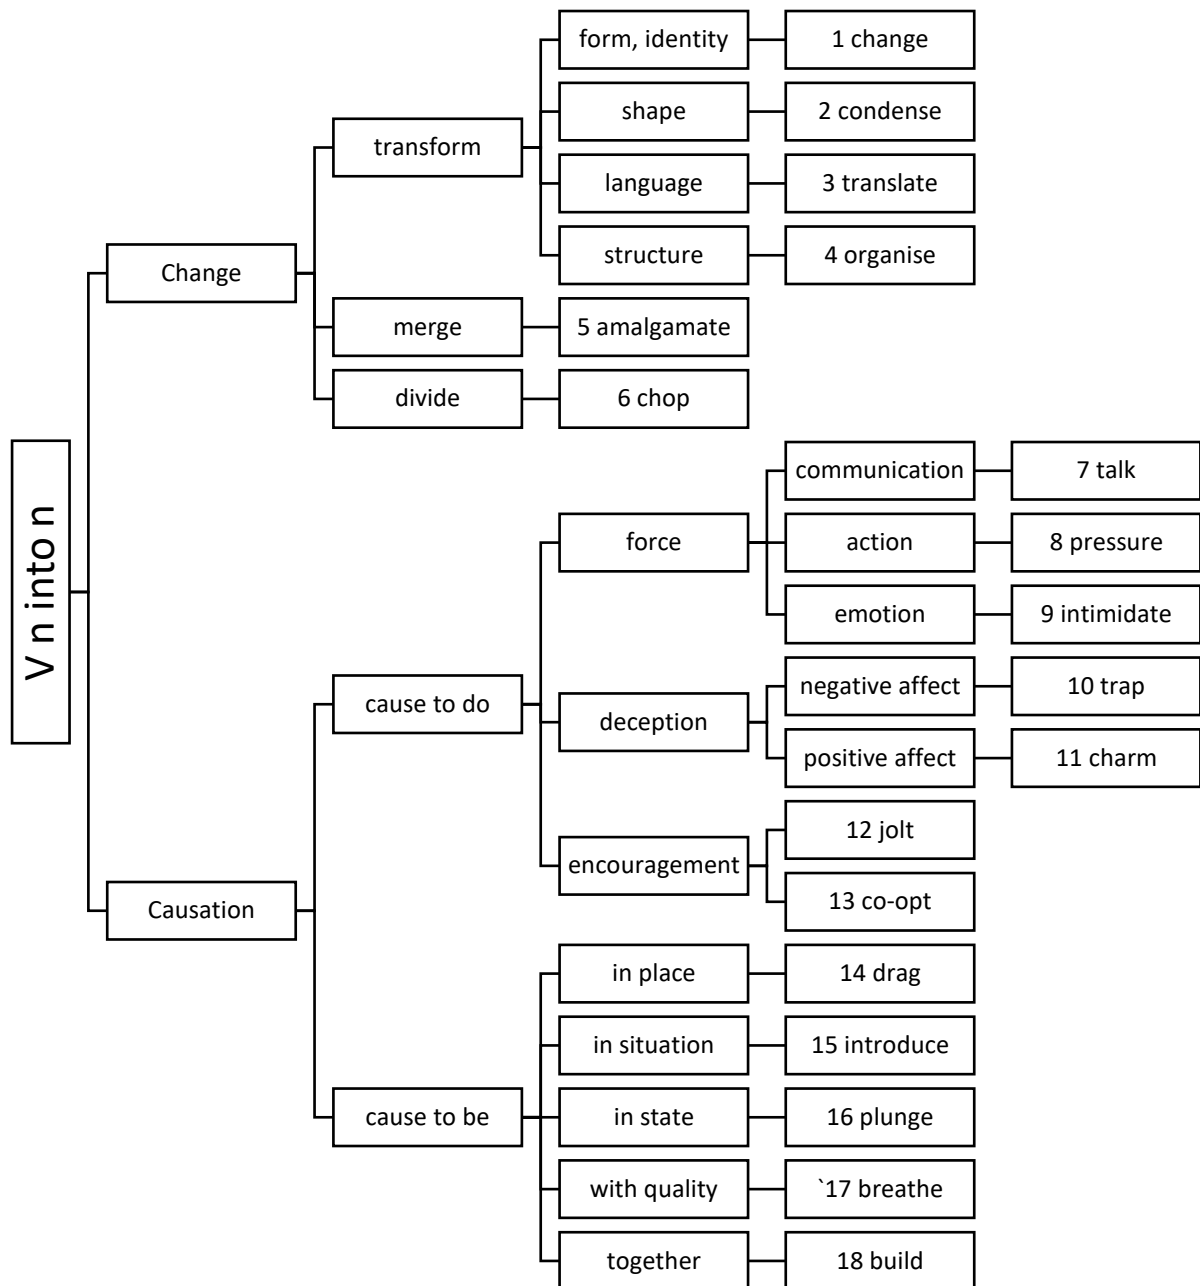 V n into n
Change
transform
form, identity
1 change
shape
2 condense
language
3 translate
structure
4 organise
merge
5 amalgamate
divide
6 chop
Causation
cause to do
force
communication
7 talk
action
8 pressure
emotion
9 intimidate
deception
negative affect
10 trap
positive affect
11 charm
encouragement
12 jolt
13 co-opt
cause to be
in place
14 drag
in situation
15 introduce
in state
16 plunge
with quality
`17 breathe
together
18 build